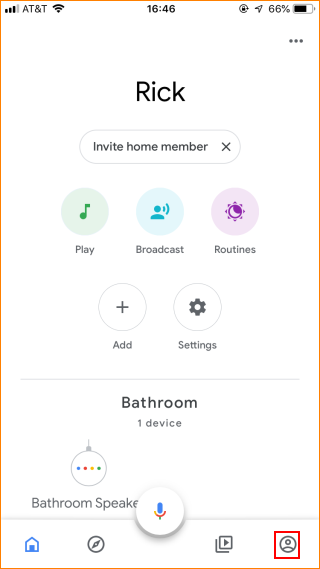 AT&T 16:46 66%
Rick
Invite home member
Play Broadcast Routines
Add Settings
Bathroom
1 device
Bathroom Speake